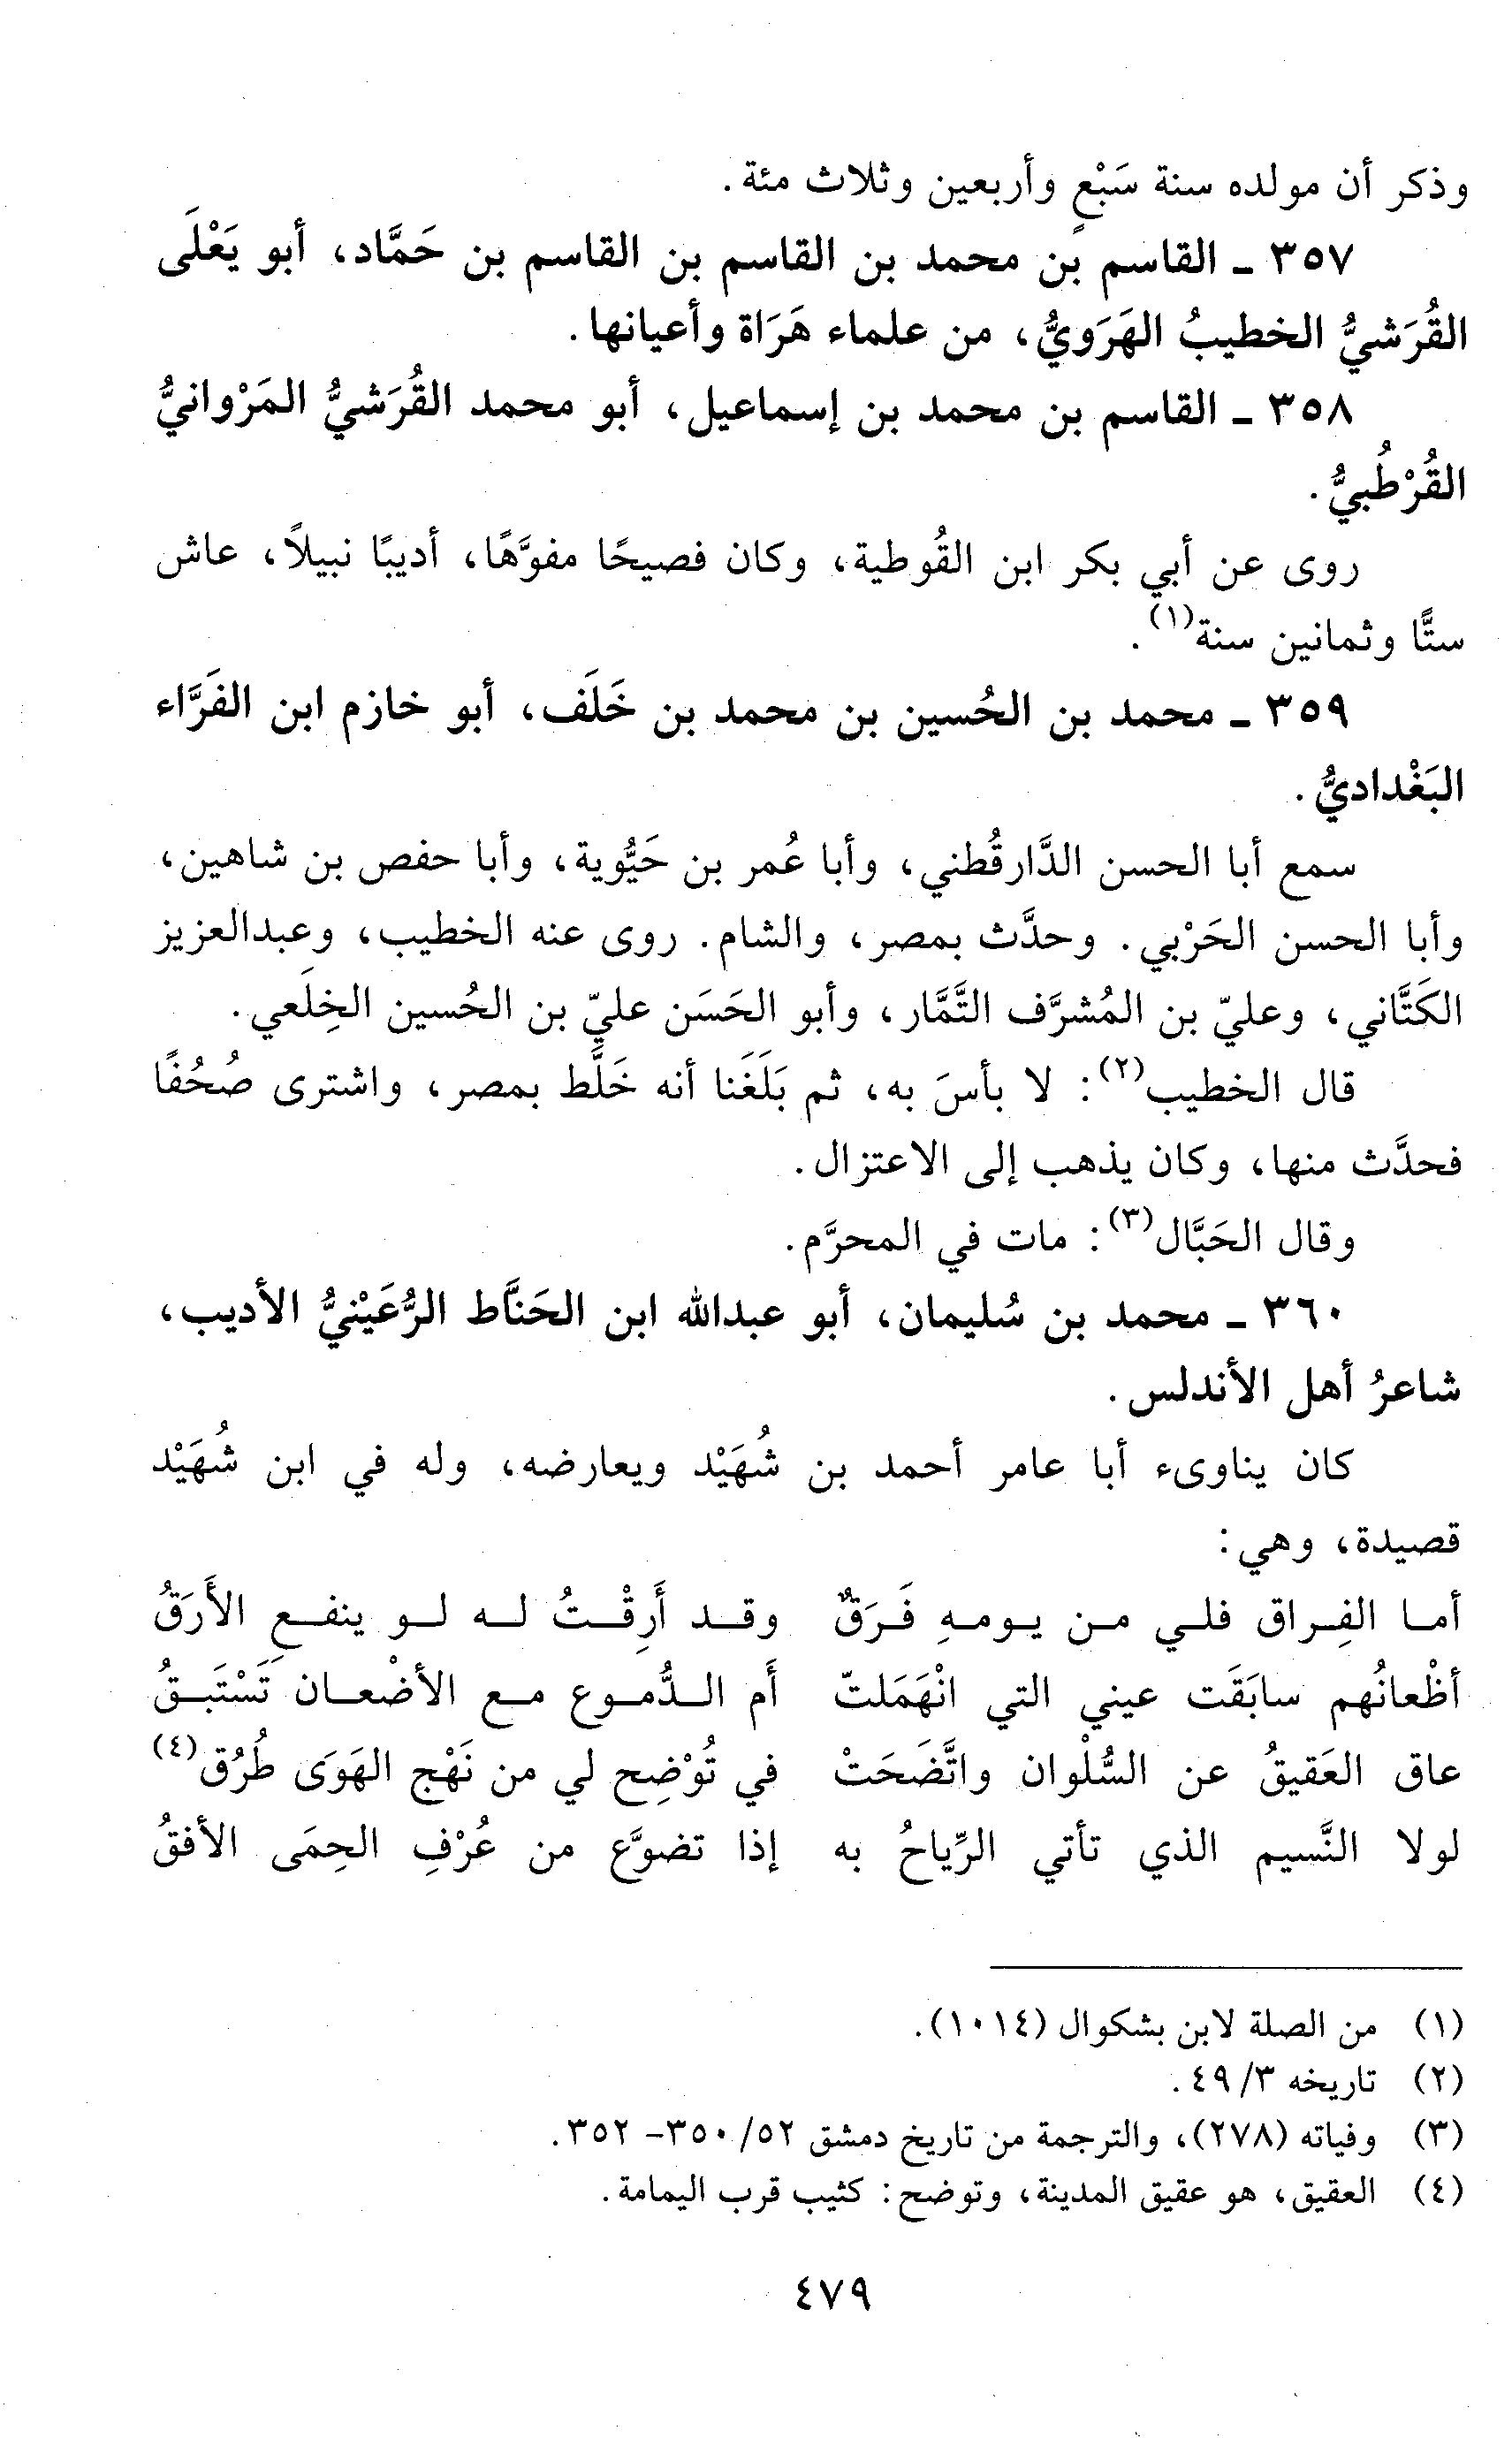 وذكر أن مولده سنة سَبْعٍ وأربعين وثلاث مئة.
٣٥٧ ـ القاسم بن محمد بن القاسم بن القاسم بن حَمَّاد، أبو يَعْلَى
القُرَشيُّ الخطيبُ الهَرَويُّ، من علماء هَرَاة وأعيانها.
٣٥٨ ـ القاسم بن محمد بن إسماعيل، أبو محمد القُرَشيُّ المَرْوانيُّ
القُرْطُبيُّ.
روى عن أبي بكر ابن القُوطية، وكان فصيحًا مفوَّهًا، أديبًا نبيلاً، عاش
ستًّا وثمانين سنة(١).
٣٥٩ ـ محمد بن الحُسين بن محمد بن خَلَف، أبو خازم ابن الفَرَّاء
البَغْداديُّ.
سمع أبا الحسن الدَّارقُطني، وأبا عُمر بن حَيُّوية، وأبا حفص بن شاهين،
وأبا الحسن الحَرْبي. وحدَّث بمصر، والشام. روى عنه الخطيب، وعبدالعزيز
الكَتَّاني، وعليّ بن المُشرَّف التَّمَّار، وأبو الحَسَن عليّ بن الحُسين الخِلَعي.
قال الخطيب(٢): لا بأسَ به، ثم بَلَغَنا أنه خَلَّط بمصر، واشترى صُحُفًا
فحدَّث منها، وكان يذهب إلى الاعتزال.
وقال الحَبَّال(٣): مات في المحرَّم.
٣٦٠ ـ محمد بن سُليمان، أبو عبدالله ابن الحَنَّاط الرُّعَيْنيُّ الأديب،
شاعرُ أهل الأندلس.
كان يناوىء أبا عامر أحمد بن شُهَيْد ويعارضه، وله في ابن شُهَيْد
قصيدة، وهي:
أما الفِراق فلي من يومهِ فَرَقٌ وقد أَرِقْتُ له لو ينفعِ الأَرَقُ
أظْعانُهم سابَقَت عيني التي انْهَمَلتّ أَم الدُّموع مع الأضْعان تَسْتَبقُ
عاق العَقيقُ عن السُّلْوان واتَّضَحَتْ في تُوْضِح لي من نَهْج الهَوَى طُرُق(٤)
لولا النَّسيم الذي تأتي الرِّياحُ به إذا تضوَّع من عُرْفِ الحِمَى الأفقُ
(١) من الصلة لابن بشكوال (١٠١٤).
(٢) تاريخه ٣/ ٤٩.
(٣) وفياته (٢٧٨)، والترجمة من تاريخ دمشق ٥٢/ ٣٥٠- ٣٥٢.
(٤) العقيق، هو عقيق المدينة، وتوضح: كثيب قرب اليمامة.
٤٧٩